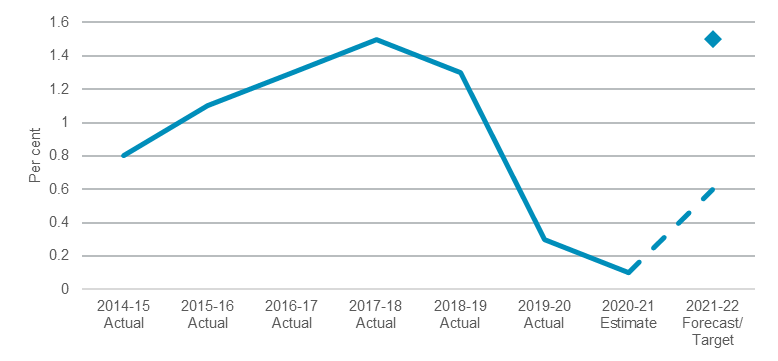 1.6
1.4
1.2
1
0.8
0.6
0.4
0.2
0
Per cent
2014-15 2015-16 2016-17 2017-18 2018-19 2019-20 2020-21 2021-22
Actual Actual Actual Actual Actual Actual Estimate Forecast/
Target